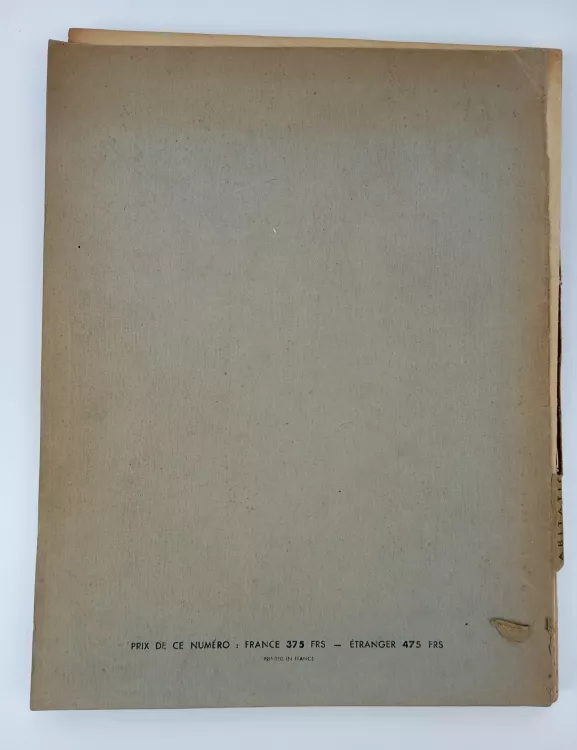 PRIX DE CE NUMÉRO : FRANCE 375 FRS — ÉTRANGER 475 FRS
PRINTED IN FRANCE